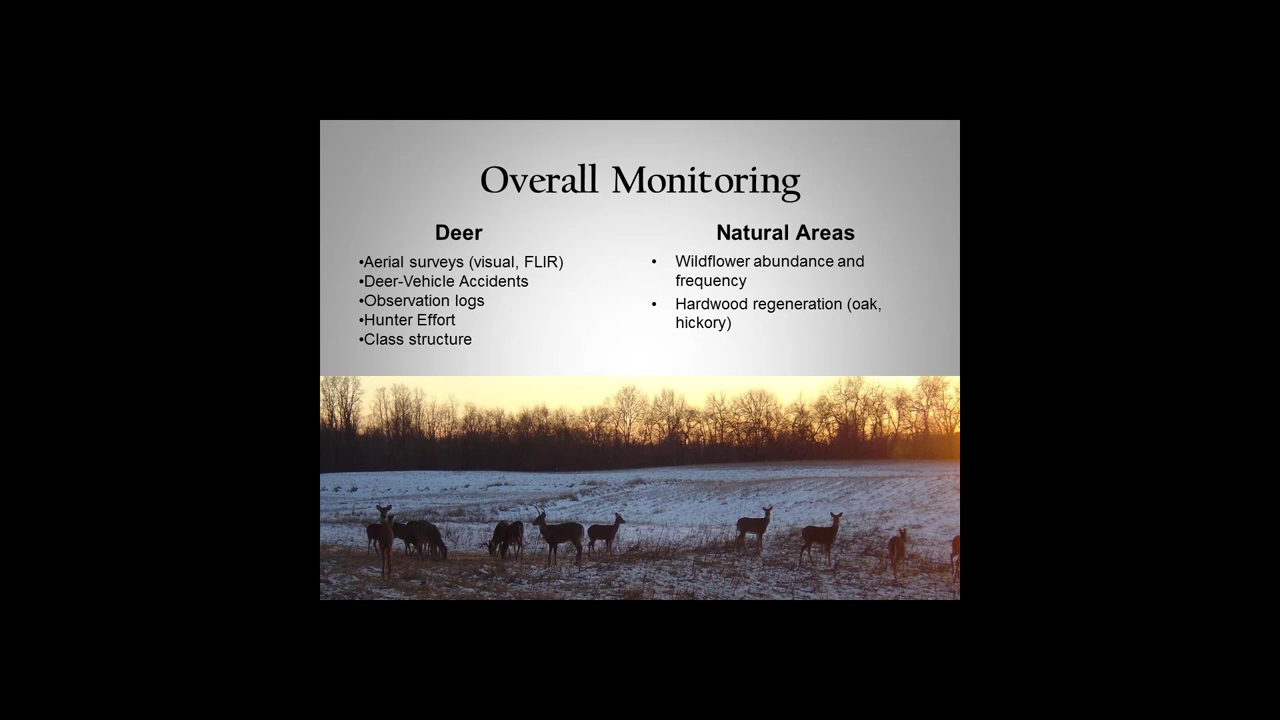 Overall Monitoring
Deer
•Aerial surveys (visual, FLIR)
•Deer-Vehicle Accidents
•Observation logs
•Hunter Effort
•Class structure
Natural Areas
• Wildflower abundance and
frequency
• Hardwood regeneration (oak,
hickory)